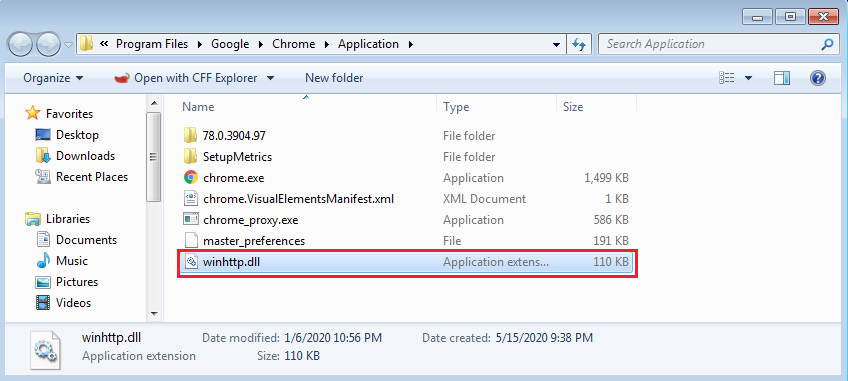 « Program Files ▸ Google ▸ Chrome ▸ Application ▸
Search Application
Organize
Open with CFF Explorer
New folder
Name Type Size
Favorites
Desktop
Downloads
Recent Places
Libraries
Documents
Music
Pictures
Videos
78.0.3904.97 File folder
SetupMetrics File folder
chrome.exe Application 1,499 KB
chrome.VisualElementsManifest.xml XML Document 1 KB
chrome_proxy.exe Application 586 KB
master_preferences File 191 KB
winhttp.dll Application extens... 110 KB
winhttp.dll Date modified: 1/6/2020 10:56 PM Date created: 5/15/2020 9:38 PM
Application extension Size: 110 KB